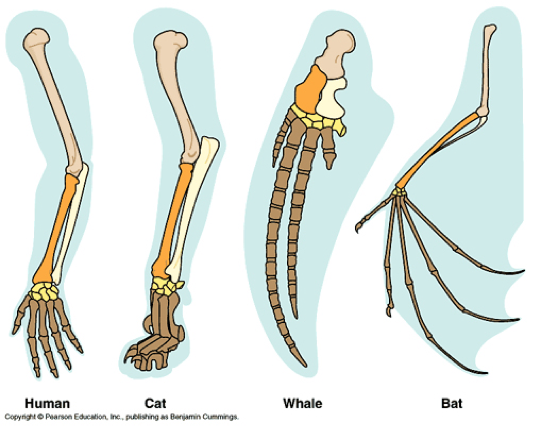 Human Cat Whale Bat
Copyright © Pearson Education, Inc., publishing as Benjamin Cummings.